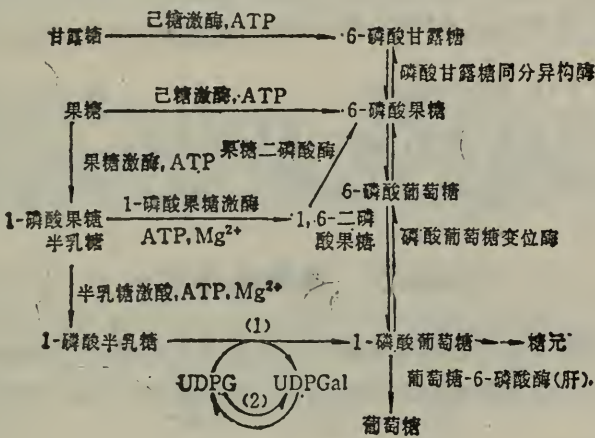 己糖激酶,ATP
甘露糖
6-磷酸甘露糖
磷酸甘露糖同分异构酶
己糖激酶,ATP
果糖
6-磷酸果糖
果糖激酶,ATP
果糖二磷酸酶
6-磷酸葡萄糖
1-磷酸果糖激酶
1-磷酸果糖
1,6-二磷
半乳糖
ATP,Mg²⁺
酸果糖
磷酸葡萄糖变位酶
半乳糖激酸,ATP,Mg²⁺
(1)
1-磷酸半乳糖
1-磷酸葡萄糖
糖元
UDPG
(2)
UDPGal
葡萄糖-6-磷酸酶(肝).
葡萄糖